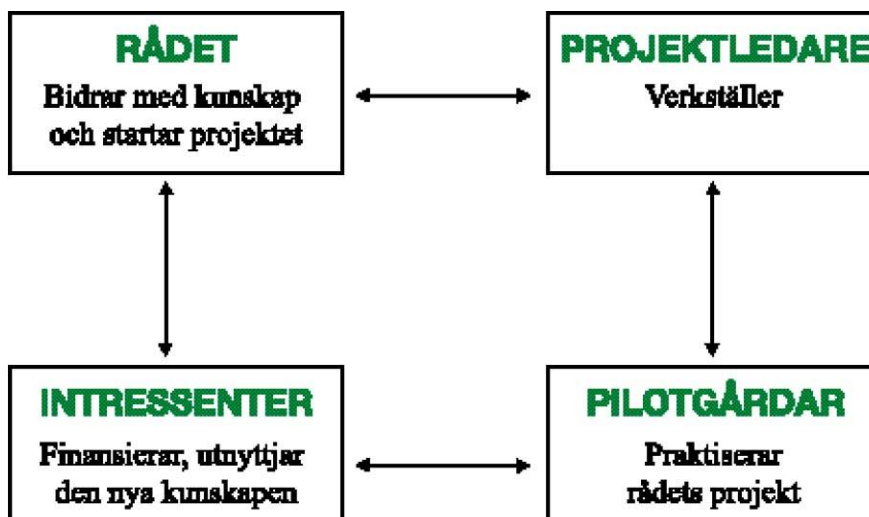 RÅDET
Bidrar med kunskap
och startar projektet
PROJEKTLEDARE
Verkställer
INTRESSENTER
Finansierar, utnyttjar
den nya kunskapen
PILOTGÅRDAR
Praktiserar
rådets projekt